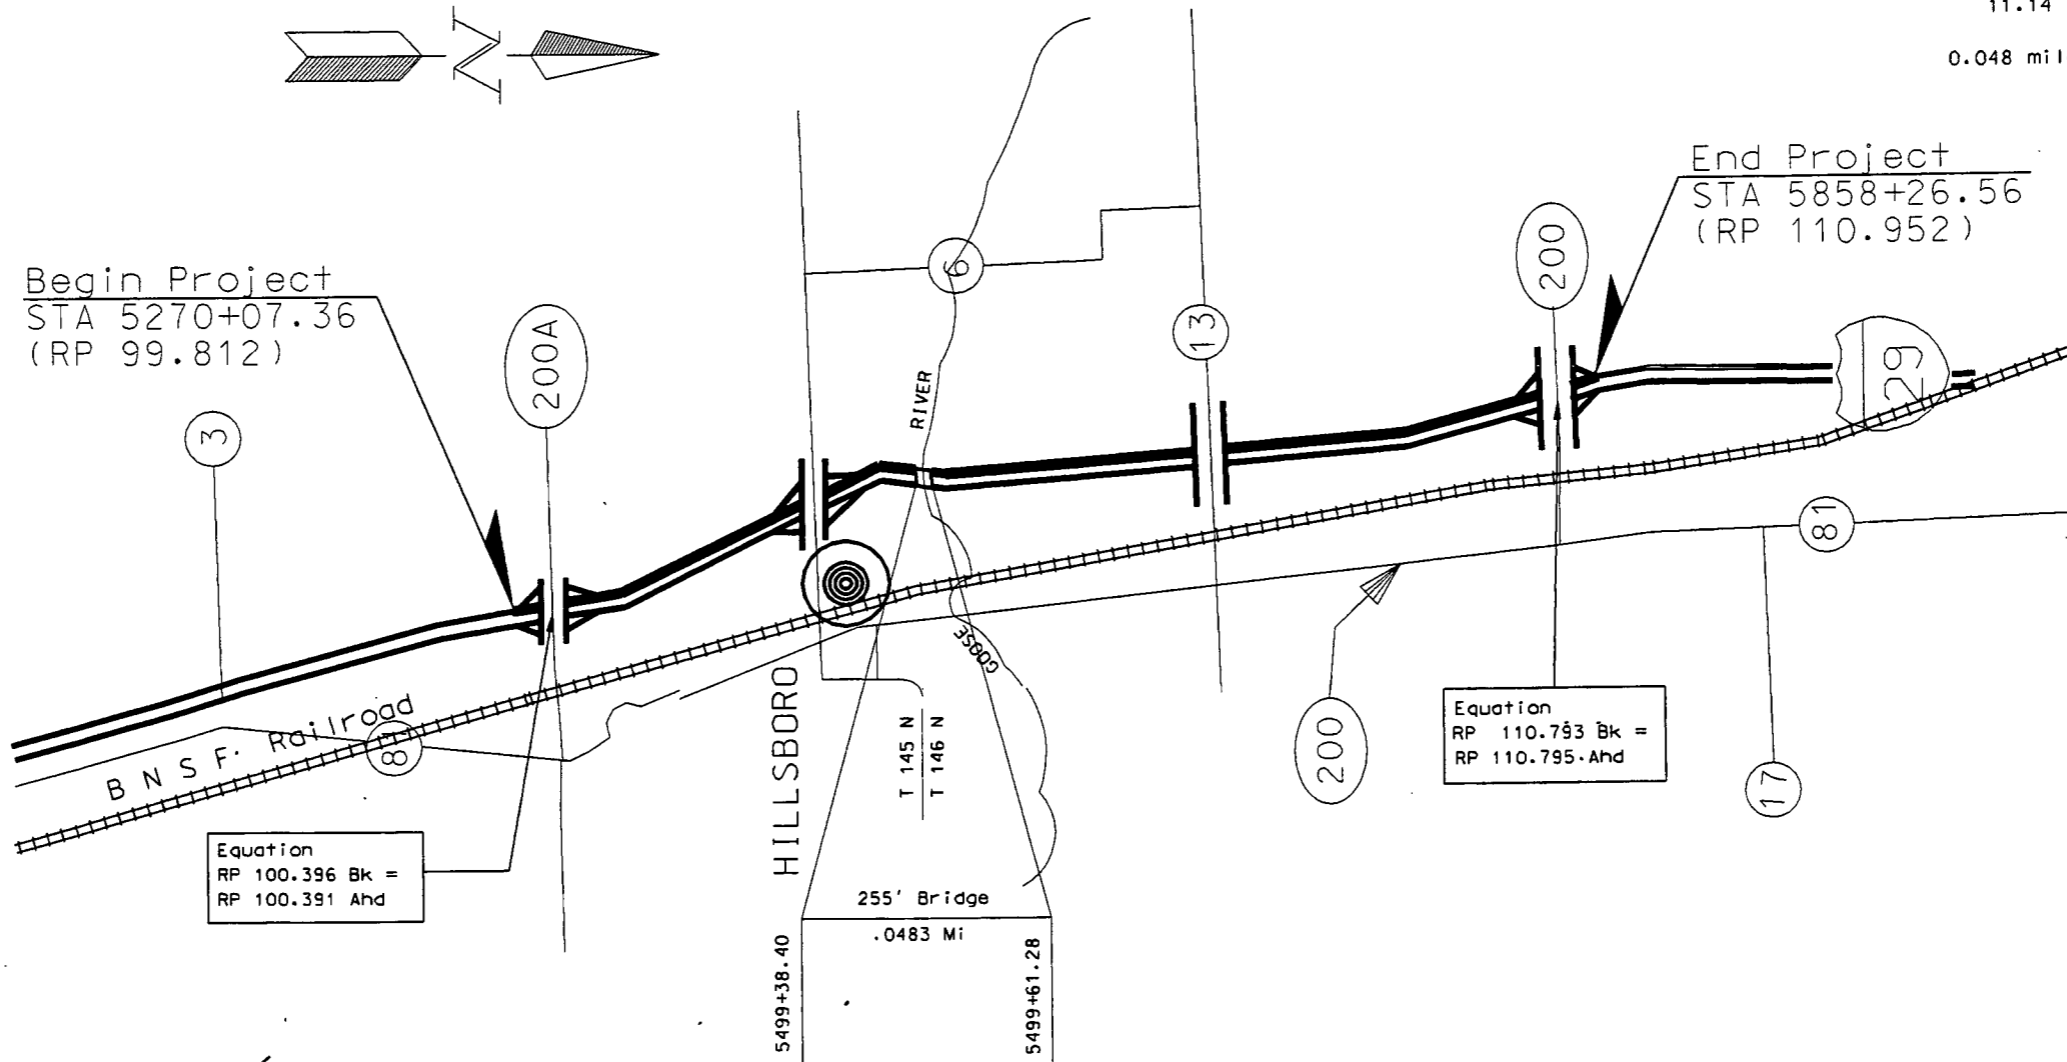 11.14
0.048 mil
N
End Project
STA 5858+26.56
(RP 110.952)
Begin Project
STA 5270+07.36
(RP 99.812)
200
6
200A
13
29
RIVER
3
81
GOOSE
B N S F. Railroad
HILLSBORO
T 145 N
T 146 N
200
Equation
RP 110.793 Bk =
RP 110.795 Ahd
17
Equation
RP 100.396 Bk =
RP 100.391 Ahd
255' Bridge
.0483 Mi
5499+38.40
5499+61.28